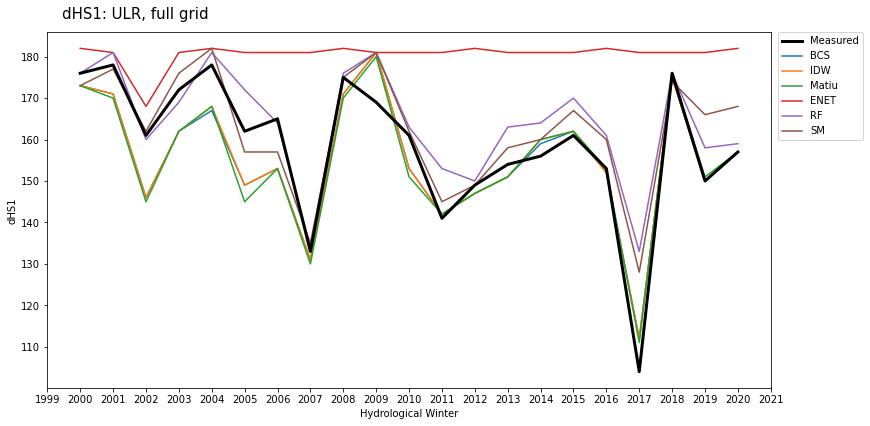 dHS1: ULR, full grid
Measured
BCS
IDW
Matiu
ENET
RF
SM
180
170
160
150
140
130
120
110
dHS1
1999 2000 2001 2002 2003 2004 2005 2006 2007 2008 2009 2010 2011 2012 2013 2014 2015 2016 2017 2018 2019 2020 2021
Hydrological Winter